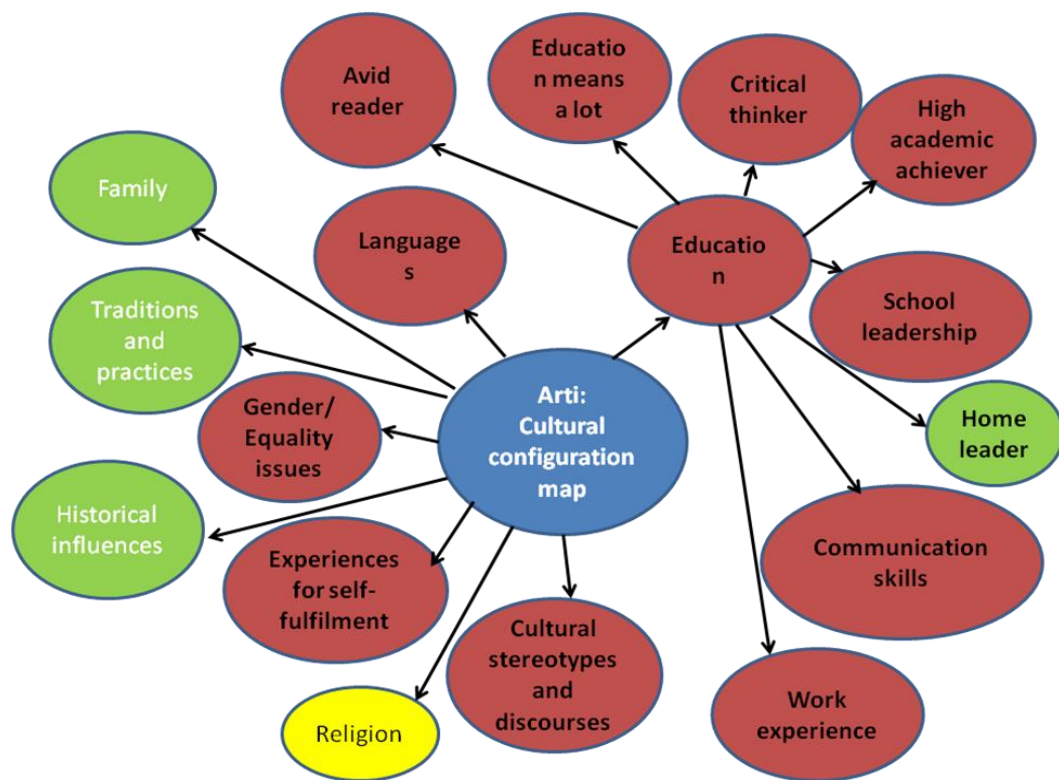 Avid
reader
Educatio
n means
a lot
Critical
thinker
High
academic
achiever
Family
Language
s
Educatio
n
School
leadership
Traditions
and
practices
Gender/
Equality
issues
Arti:
Cultural
configuration
map
Home
leader
Historical
influences
Experiences
for self-
fulfilment
Communication
skills
Cultural
stereotypes
and
discourses
Work
experience
Religion